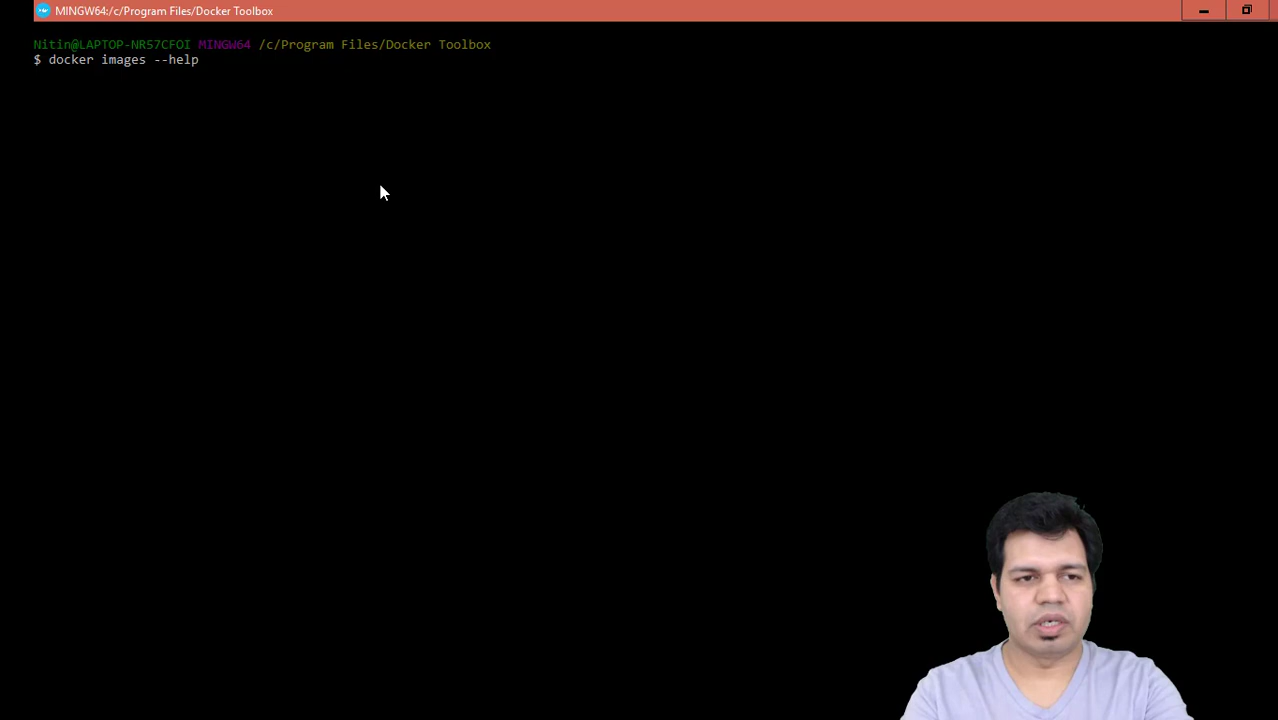 MINGW64:/c/Program Files/Docker Toolbox
Nitin@LAPTOP-NR57CFOI MINGW64 /c/Program Files/Docker Toolbox
$ docker images --help